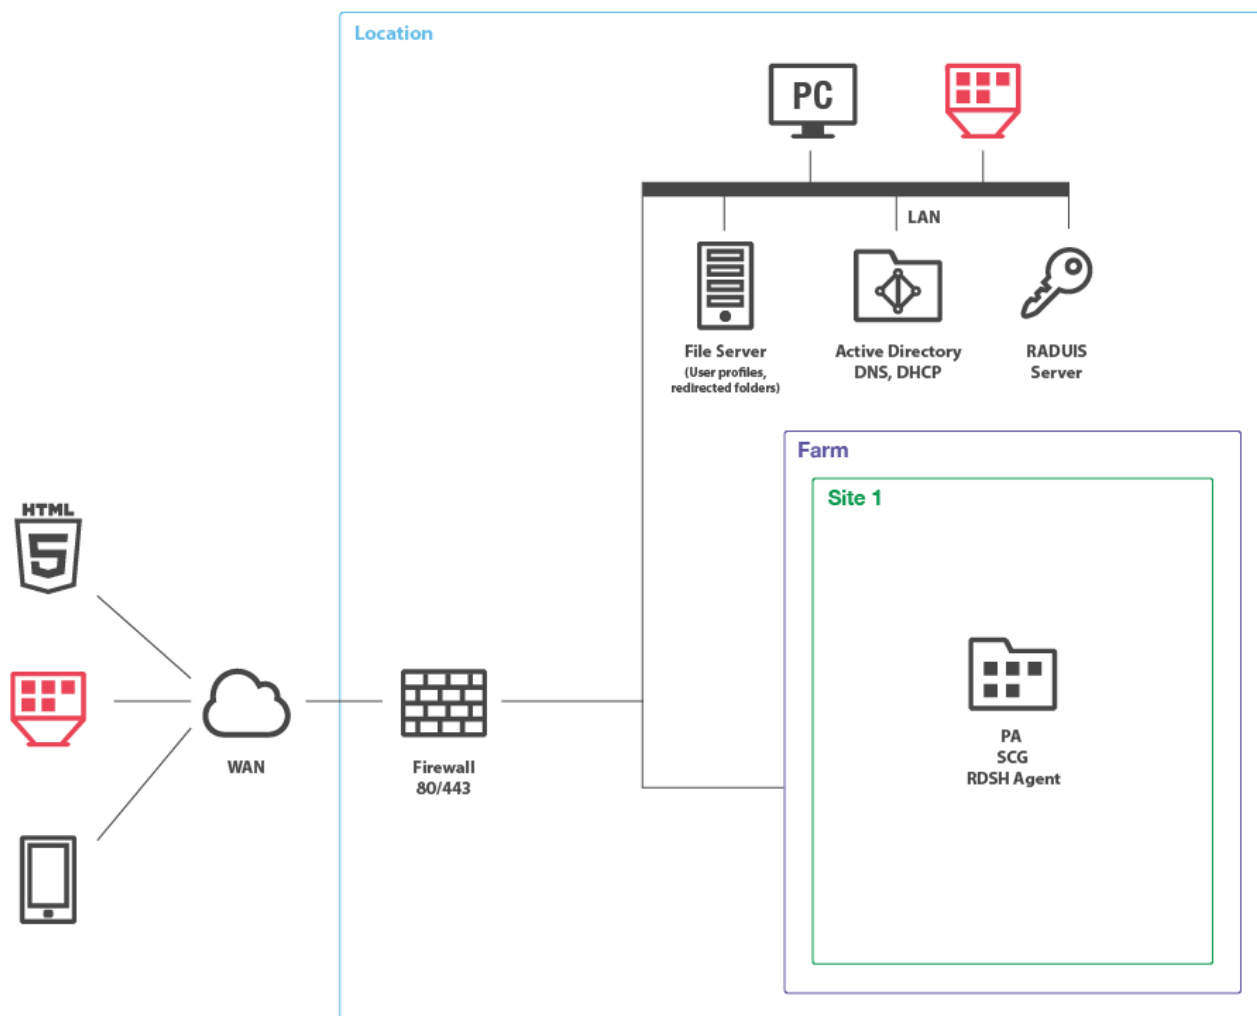 Location
PC
LAN
File Server
(User profiles,
redirected folders)
Active Directory
DNS, DHCP
RADUIS
Server
Farm
Site 1
HTML
5
WAN
Firewall
80/443
PA
SCG
RDSH Agent